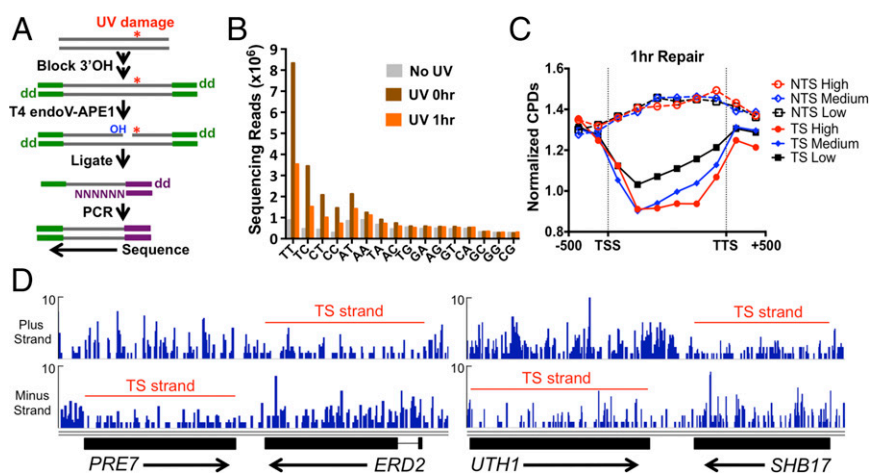 A
UV damage
*
Block 3'OH
*
dd
dd
T4 endoV-APE1
OH
*
dd
dd
Ligate
dd
NNNNNN
PCR
Sequence
B
Sequencing Reads (x10⁶)
9
8
7
6
5
4
3
2
1
0
No UV
UV 0hr
UV 1hr
TT
TC
CT
CC
AT
AA
TA
AC
TG
GA
AG
GT
CA
GC
GG
CG
C
1hr Repair
Normalized CPDs
1.6
1.4
1.2
1.0
0.8
-500
TSS
TTS
+500
NTS High
NTS Medium
NTS Low
TS High
TS Medium
TS Low
D
10
Plus
Strand
TS strand
10
TS strand
10
Minus
Strand
TS strand
10
TS strand
PRE7
ERD2
UTH1
SHB17